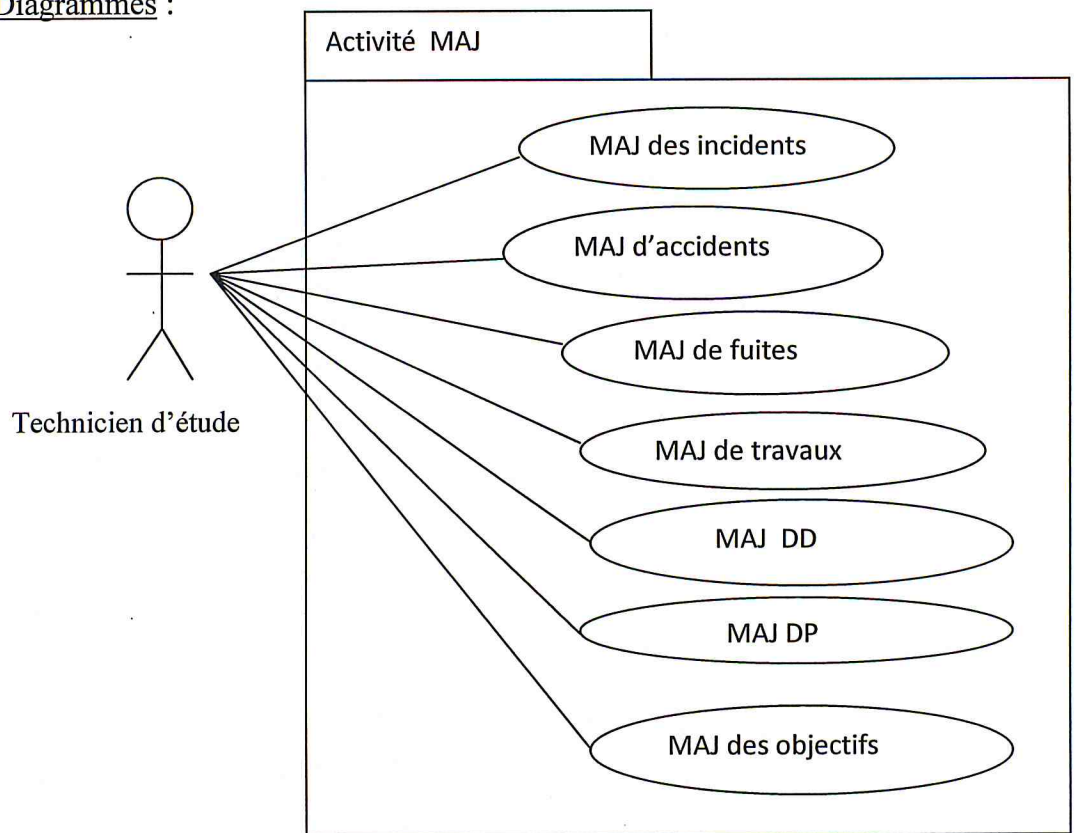 Diagrammes :
Activité MAJ
MAJ des incidents
MAJ d'accidents
MAJ de fuites
Technicien d'étude
MAJ de travaux
MAJ DD
MAJ DP
MAJ des objectifs